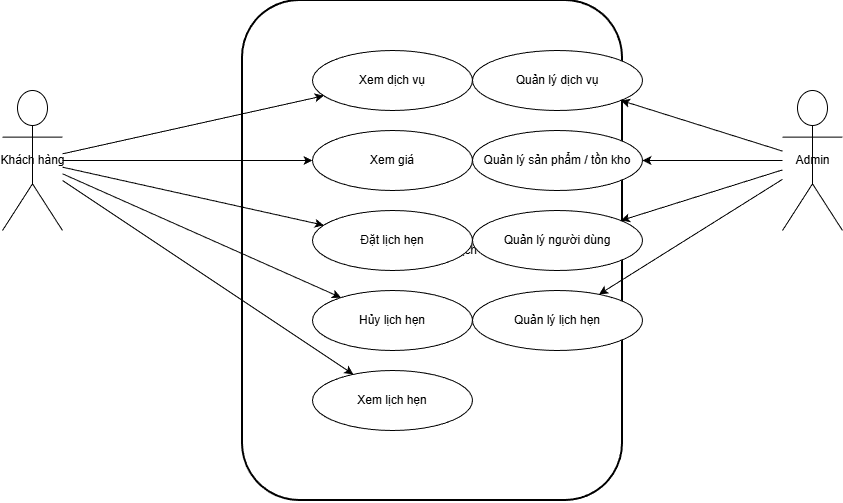 Xem dịch vụ
Quản lý dịch vụ
Khách hàng
Xem giá
Quản lý sản phẩm / tồn kho
Admin
Đặt lịch hẹn
Quản lý người dùng
Hủy lịch hẹn
Quản lý lịch hẹn
Xem lịch hẹn